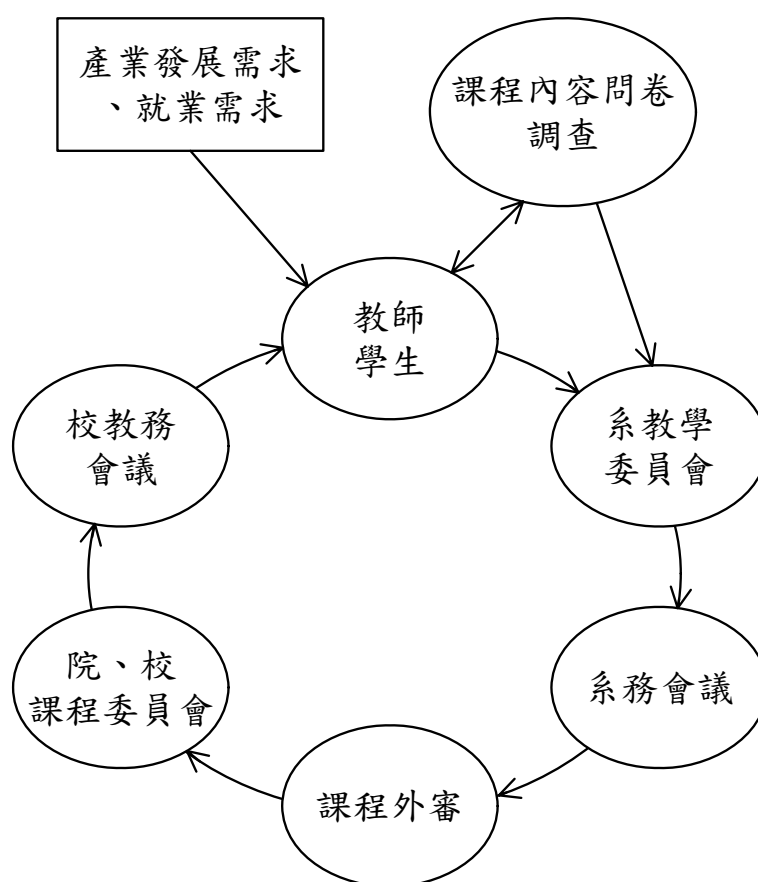 產業發展需求
、就業需求
課程內容問卷
調查
教師
學生
校教務
會議
系教學
委員會
院、校
課程委員會
系務會議
課程外審